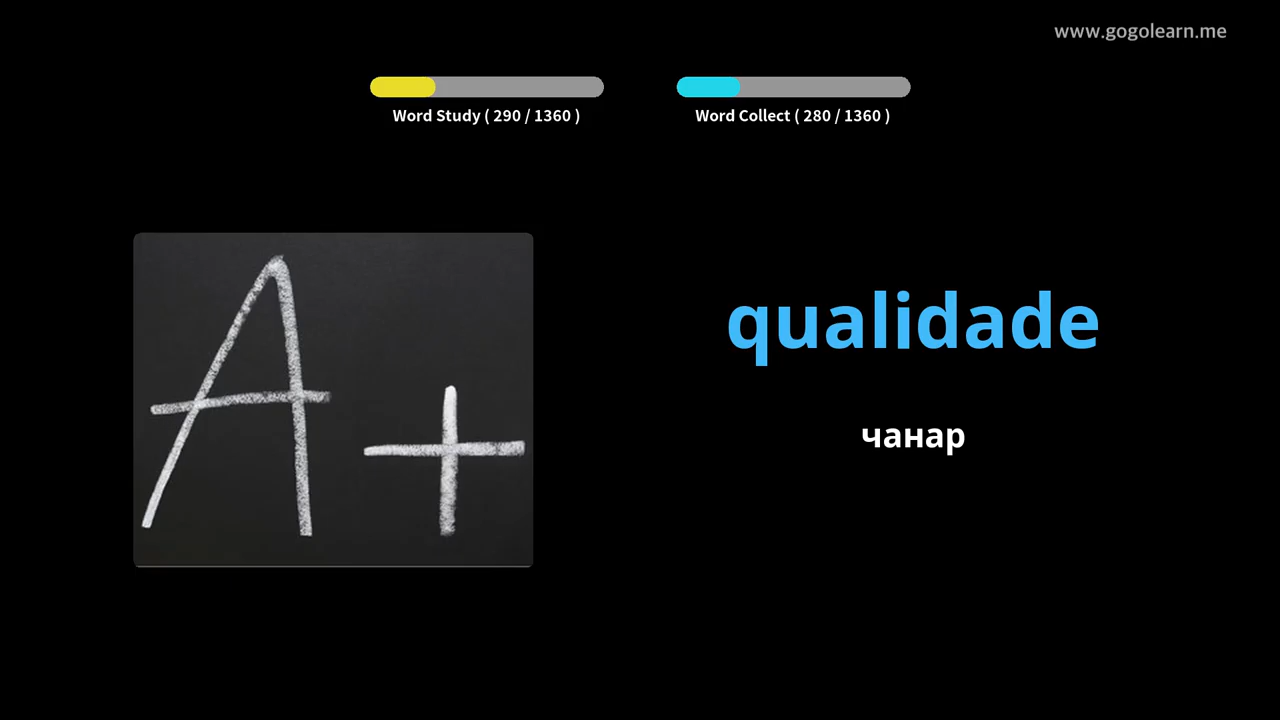 www.gogolearn.me
Word Study ( 290 / 1360 )
Word Collect ( 280 / 1360 )
A+
qualidade
чанар